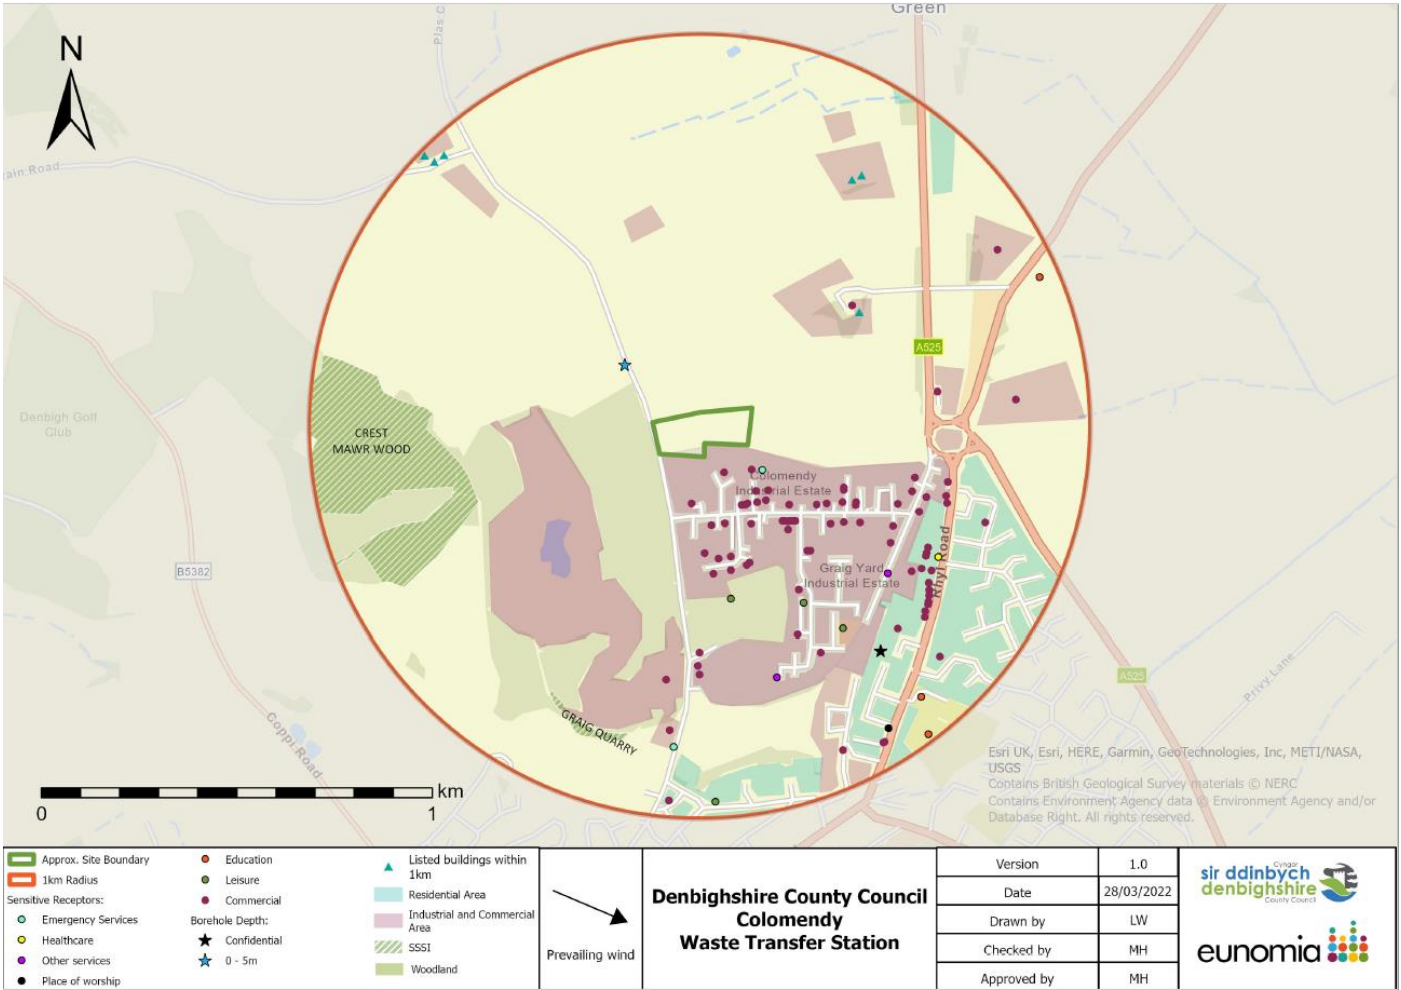 Green
N
Plas C
ain Road
A525
Denbigh Golf
Club
CREST
MAWR WOOD
Colomendy
Industrial Estate
Graig Yard
Industrial Estate
Rhyl Road
B5382
A525
Privy Lane
Coppi Road
GRAIG QUARRY
Esri UK, Esri, HERE, Garmin, GeoTechnologies, Inc, METI/NASA,
USGS
Contains British Geological Survey materials © NERC
Contains Environment Agency data © Environment Agency and/or
Database Right. All rights reserved.
km
0 1
Approx. Site Boundary
1km Radius
Sensitive Receptors:
Emergency Services
Healthcare
Other services
Place of worship
Education
Leisure
Commercial
Borehole Depth:
Confidential
0 - 5m
Listed buildings within
1km
Residential Area
Industrial and Commercial
Area
SSSI
Woodland
Prevailing wind
Denbighshire County Council
Colomendy
Waste Transfer Station
Version 1.0
Date 28/03/2022
Drawn by LW
Checked by MH
Approved by MH
Cyngor
sir ddinbych
denbighshire
County Council
eunomia